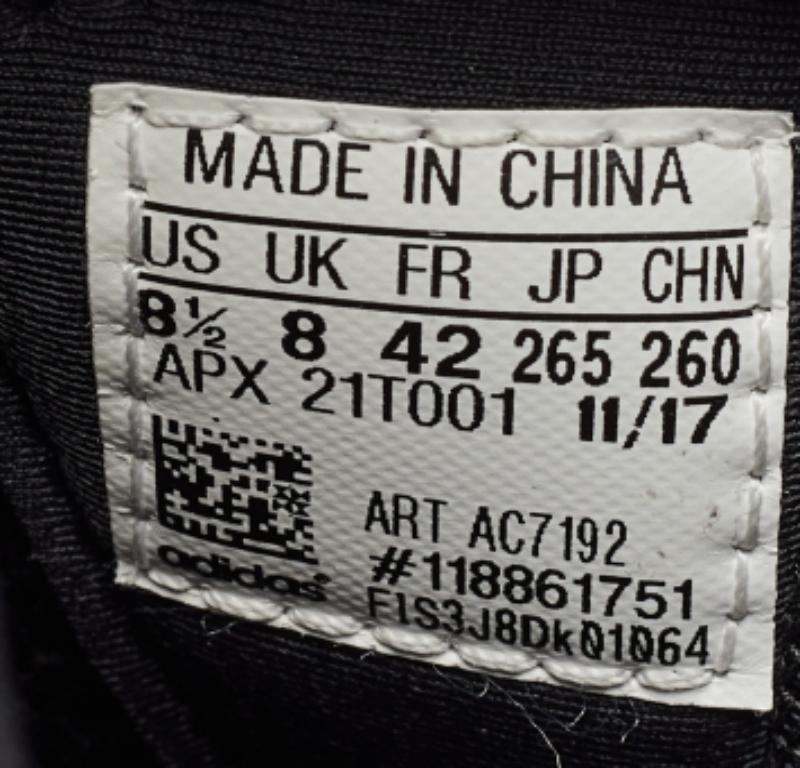 MADE IN CHINA
US UK FR JP CHN
8½ 8 42 265 260
APX 21T001 11/17
ART AC7192
#118861751
adidas®
F1S3J8Dk01064